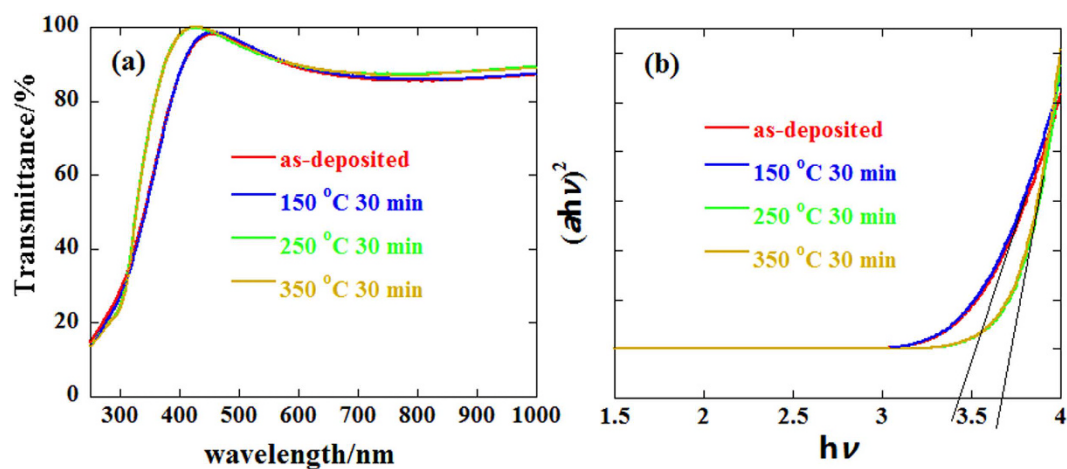 (a)
Transmittance/%
100
80
60
40
20
0
as-deposited
150 °C 30 min
250 °C 30 min
350 °C 30 min
300 400 500 600 700 800 900 1000
wavelength/nm
(b)
(ahν)²
as-deposited
150 °C 30 min
250 °C 30 min
350 °C 30 min
1.5 2 2.5 3 3.5 4
hν